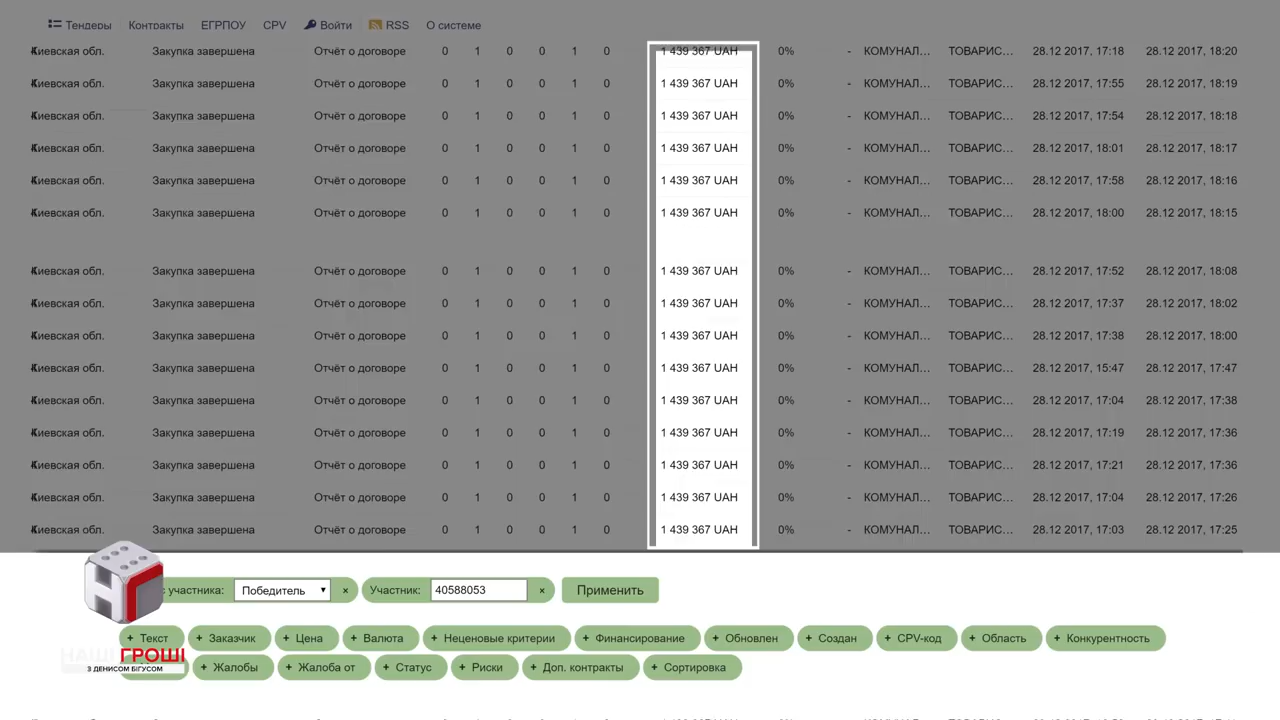 Тендеры Контракты ЕГРПОУ CPV Войти RSS О системе
Киевская обл. Закупка завершена Отчёт о договоре 0 1 0 0 1 0 1 439 367 UAH 0% - КОМУНАЛ... ТОВАРИС... 28.12 2017, 17:18 28.12 2017, 18:20
Киевская обл. Закупка завершена Отчёт о договоре 0 1 0 0 1 0 1 439 367 UAH 0% - КОМУНАЛ... ТОВАРИС... 28.12 2017, 17:55 28.12 2017, 18:19
Киевская обл. Закупка завершена Отчёт о договоре 0 1 0 0 1 0 1 439 367 UAH 0% - КОМУНАЛ... ТОВАРИС... 28.12 2017, 17:54 28.12 2017, 18:18
Киевская обл. Закупка завершена Отчёт о договоре 0 1 0 0 1 0 1 439 367 UAH 0% - КОМУНАЛ... ТОВАРИС... 28.12 2017, 18:01 28.12 2017, 18:17
Киевская обл. Закупка завершена Отчёт о договоре 0 1 0 0 1 0 1 439 367 UAH 0% - КОМУНАЛ... ТОВАРИС... 28.12 2017, 17:58 28.12 2017, 18:16
Киевская обл. Закупка завершена Отчёт о договоре 0 1 0 0 1 0 1 439 367 UAH 0% - КОМУНАЛ... ТОВАРИС... 28.12 2017, 18:00 28.12 2017, 18:15
Киевская обл. Закупка завершена Отчёт о договоре 0 1 0 0 1 0 1 439 367 UAH 0% - КОМУНАЛ... ТОВАРИС... 28.12 2017, 17:52 28.12 2017, 18:08
Киевская обл. Закупка завершена Отчёт о договоре 0 1 0 0 1 0 1 439 367 UAH 0% - КОМУНАЛ... ТОВАРИС... 28.12 2017, 17:37 28.12 2017, 18:02
Киевская обл. Закупка завершена Отчёт о договоре 0 1 0 0 1 0 1 439 367 UAH 0% - КОМУНАЛ... ТОВАРИС... 28.12 2017, 17:38 28.12 2017, 18:00
Киевская обл. Закупка завершена Отчёт о договоре 0 1 0 0 1 0 1 439 367 UAH 0% - КОМУНАЛ... ТОВАРИС... 28.12 2017, 15:47 28.12 2017, 17:47
Киевская обл. Закупка завершена Отчёт о договоре 0 1 0 0 1 0 1 439 367 UAH 0% - КОМУНАЛ... ТОВАРИС... 28.12 2017, 17:04 28.12 2017, 17:38
Киевская обл. Закупка завершена Отчёт о договоре 0 1 0 0 1 0 1 439 367 UAH 0% - КОМУНАЛ... ТОВАРИС... 28.12 2017, 17:19 28.12 2017, 17:36
Киевская обл. Закупка завершена Отчёт о договоре 0 1 0 0 1 0 1 439 367 UAH 0% - КОМУНАЛ... ТОВАРИС... 28.12 2017, 17:21 28.12 2017, 17:36
Киевская обл. Закупка завершена Отчёт о договоре 0 1 0 0 1 0 1 439 367 UAH 0% - КОМУНАЛ... ТОВАРИС... 28.12 2017, 17:04 28.12 2017, 17:26
Киевская обл. Закупка завершена Отчёт о договоре 0 1 0 0 1 0 1 439 367 UAH 0% - КОМУНАЛ... ТОВАРИС... 28.12 2017, 17:03 28.12 2017, 17:25
участника: Победитель × Участник: 40588053 × Применить
+ Текст + Заказчик + Цена + Валюта + Неценовые критерии + Финансирование + Обновлен + Создан + CPV-код + Область + Конкурентность
НАШІ ГРОШІ
З ДЕНИСОМ БІГУСОМ
+ Жалобы + Жалоба от + Статус + Риски + Доп. контракты + Сортировка